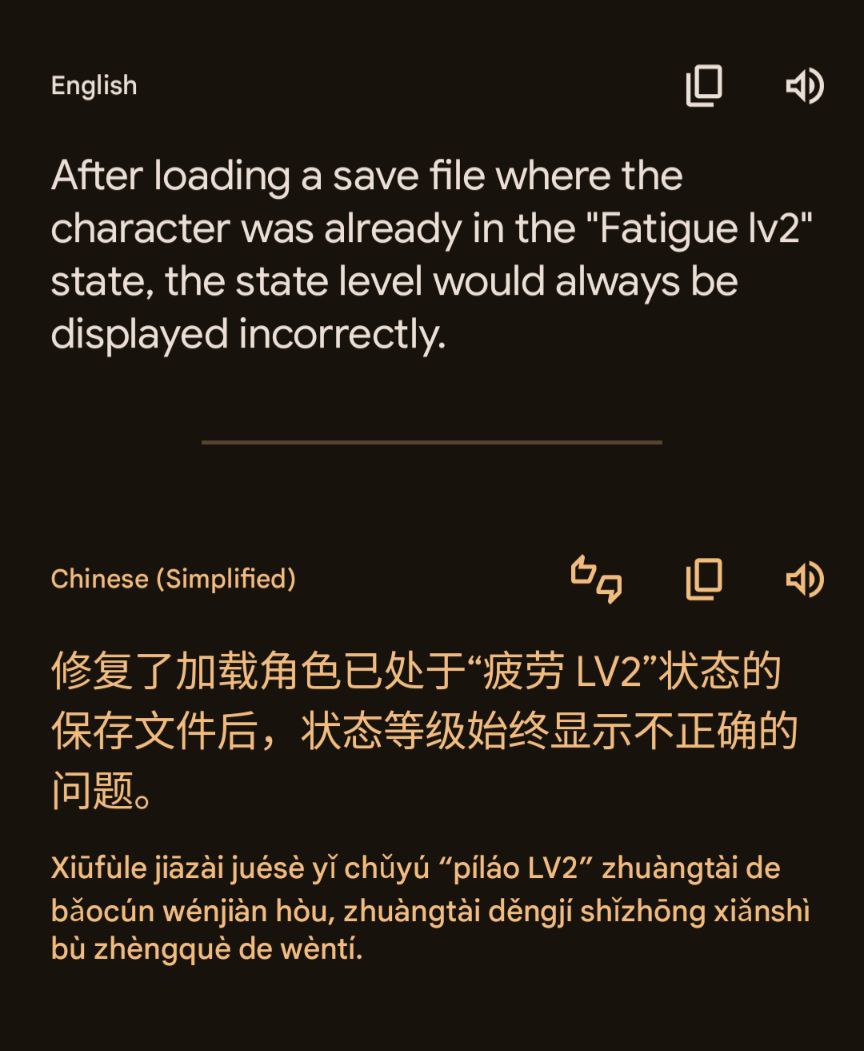 English
After loading a save file where the
character was already in the "Fatigue lv2"
state, the state level would always be
displayed incorrectly.
Chinese (Simplified)
修复了加载角色已处于“疲劳 LV2”状态的
保存文件后，状态等级始终显示不正确的
问题。
Xiūfùle jiāzài juésè yǐ chǔyú “píláo LV2” zhuàngtài de
bǎocún wénjiàn hòu, zhuàngtài děngjí shǐzhōng xiǎnshì
bù zhèngquè de wèntí.